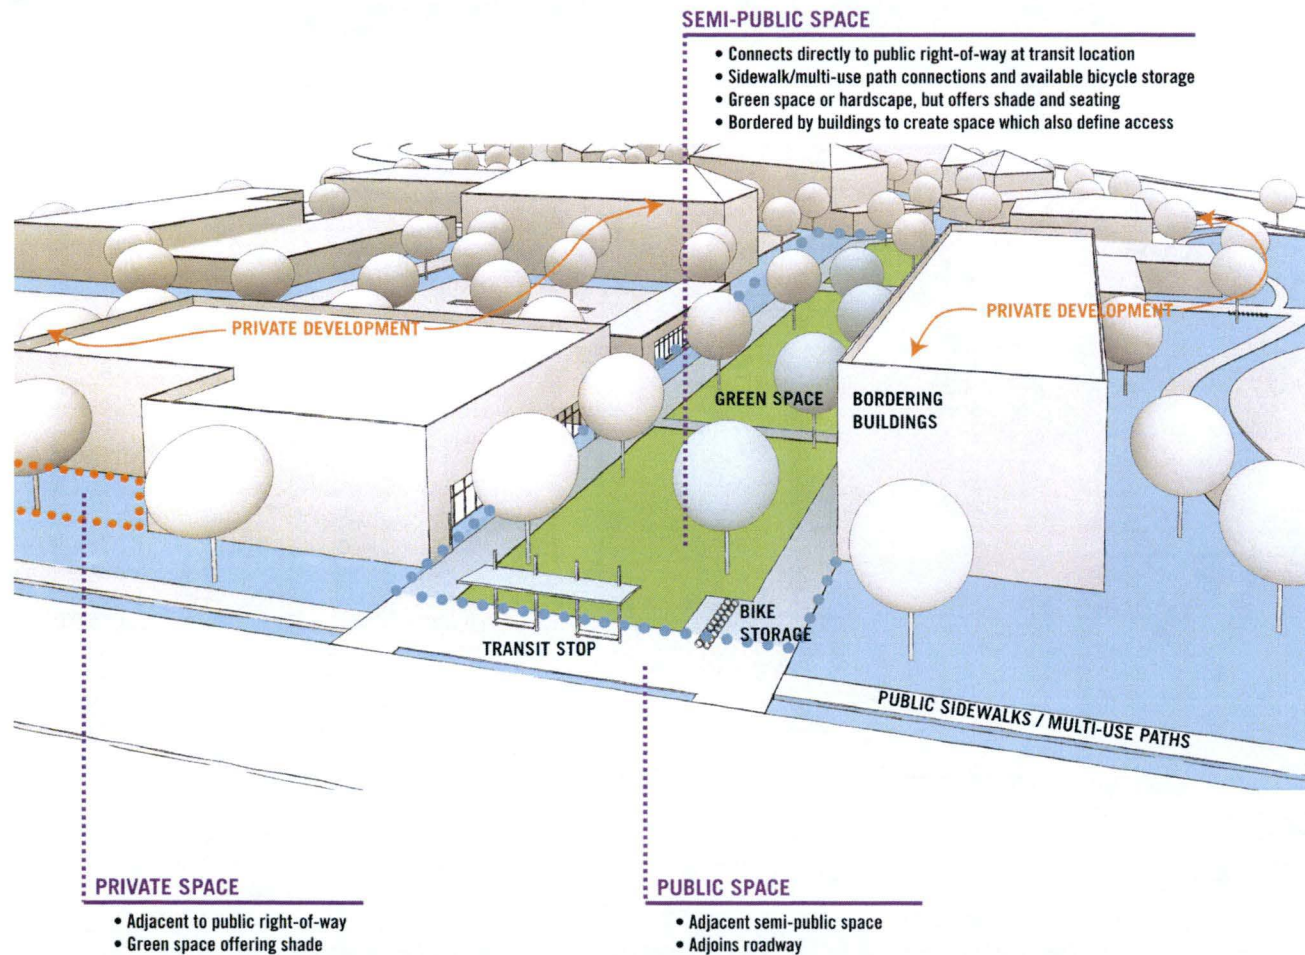 SEMI-PUBLIC SPACE
• Connects directly to public right-of-way at transit location
• Sidewalk/multi-use path connections and available bicycle storage
• Green space or hardscape, but offers shade and seating
• Bordered by buildings to create space which also define access
PRIVATE DEVELOPMENT
PRIVATE DEVELOPMENT
GREEN SPACE
BORDERING
BUILDINGS
BIKE
STORAGE
TRANSIT STOP
PUBLIC SIDEWALKS / MULTI-USE PATHS
PRIVATE SPACE
• Adjacent to public right-of-way
• Green space offering shade
PUBLIC SPACE
• Adjacent semi-public space
• Adjoins roadway